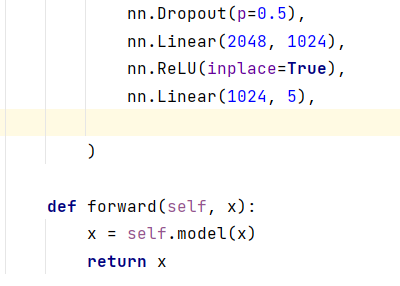 nn.Dropout(p=0.5),
nn.Linear(2048, 1024),
nn.ReLU(inplace=True),
nn.Linear(1024, 5),
)
def forward(self, x):
x = self.model(x)
return x